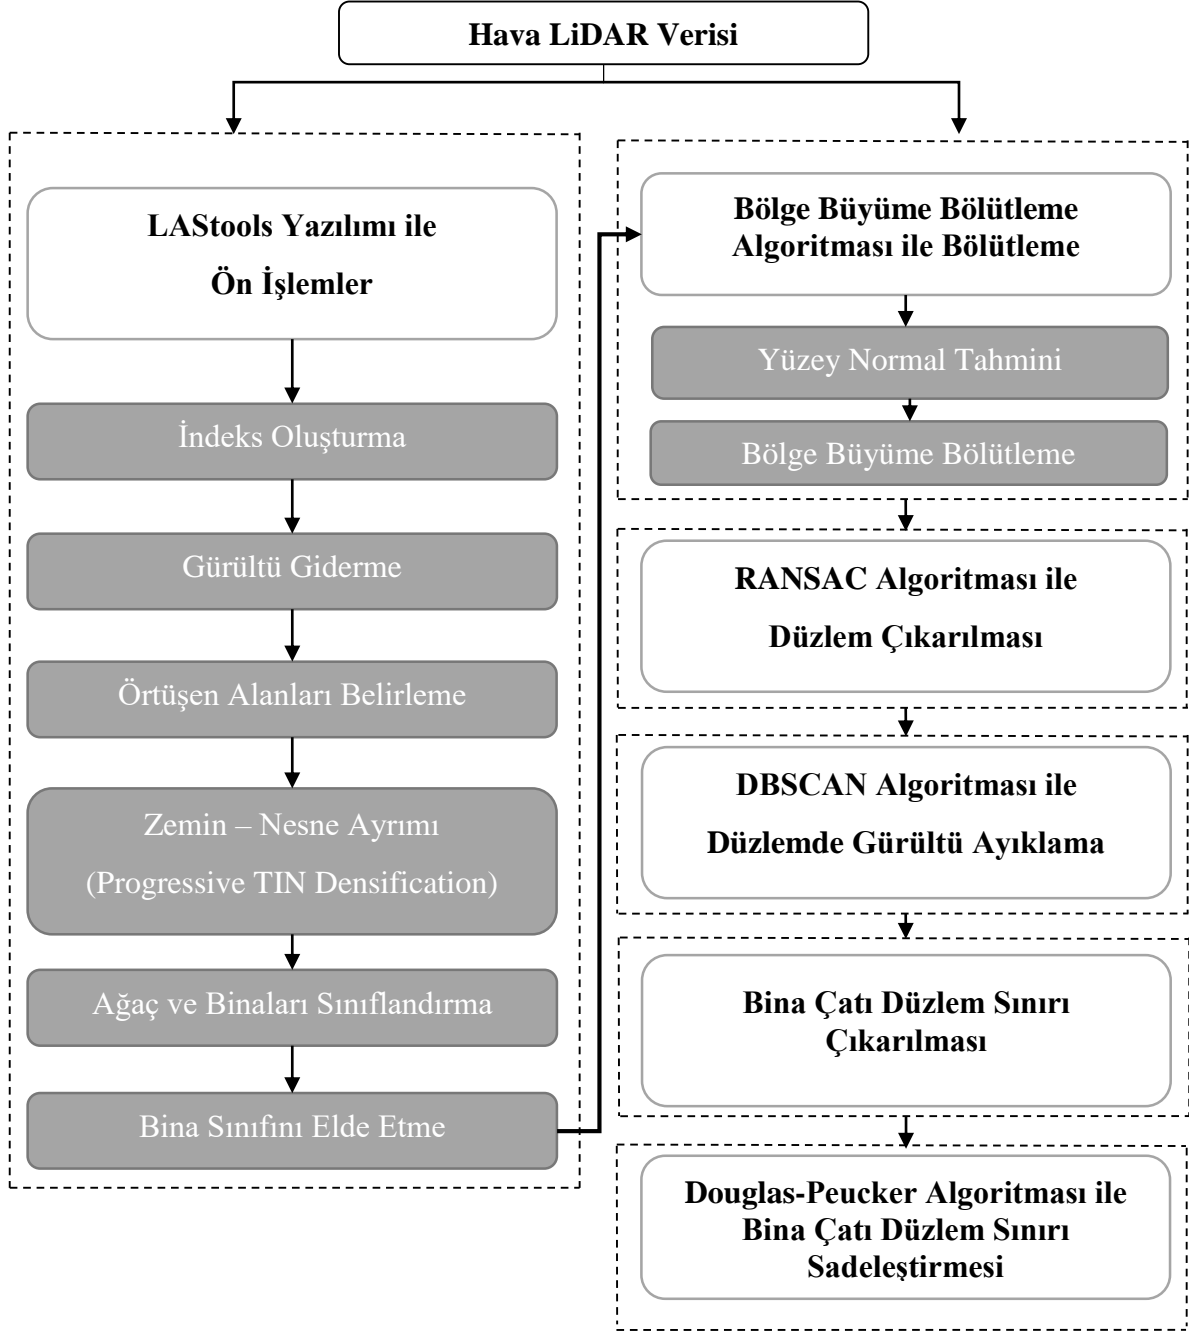 Hava LiDAR Verisi
LAStools Yazılımı ile
Ön İşlemler
İndeks Oluşturma
Gürültü Giderme
Örtüşen Alanları Belirleme
Zemin – Nesne Ayrımı
(Progressive TIN Densification)
Ağaç ve Binaları Sınıflandırma
Bina Sınıfını Elde Etme
Bölge Büyüme Bölütleme
Algoritması ile Bölütleme
Yüzey Normal Tahmini
Bölge Büyüme Bölütleme
RANSAC Algoritması ile
Düzlem Çıkarılması
DBSCAN Algoritması ile
Düzlemde Gürültü Ayıklama
Bina Çatı Düzlem Sınırı
Çıkarılması
Douglas-Peucker Algoritması ile
Bina Çatı Düzlem Sınırı
Sadeleştirmesi